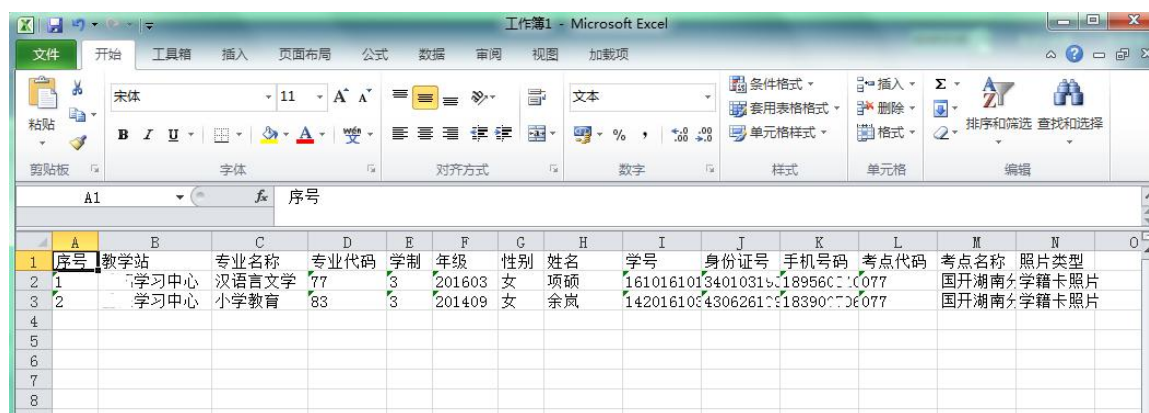 工作簿1 - Microsoft Excel
文件 开始 工具箱 插入 页面布局 公式 数据 审阅 视图 加载项
粘贴 宋体 11 A A 文本 条件格式 插入 Σ
套用表格格式 删除
B I U A wén % , .00 单元格样式 格式 排序和筛选 查找和选择
剪贴板 字体 对齐方式 数字 样式 单元格 编辑
A1 fx 序号
A B C D E F G H I J K L M N O
1 序号 教学站 专业名称 专业代码 学制 年级 性别 姓名 学号 身份证号 手机号码 考点代码 考点名称 照片类型
2 1 学习中心 汉语言文学 77 3 201603 女 项硕 161016101 077 国开湖南 学籍卡照片
3 2 学习中心 小学教育 83 3 201409 女 余岚 077 国开湖南 学籍卡照片
4
5
6
7
8